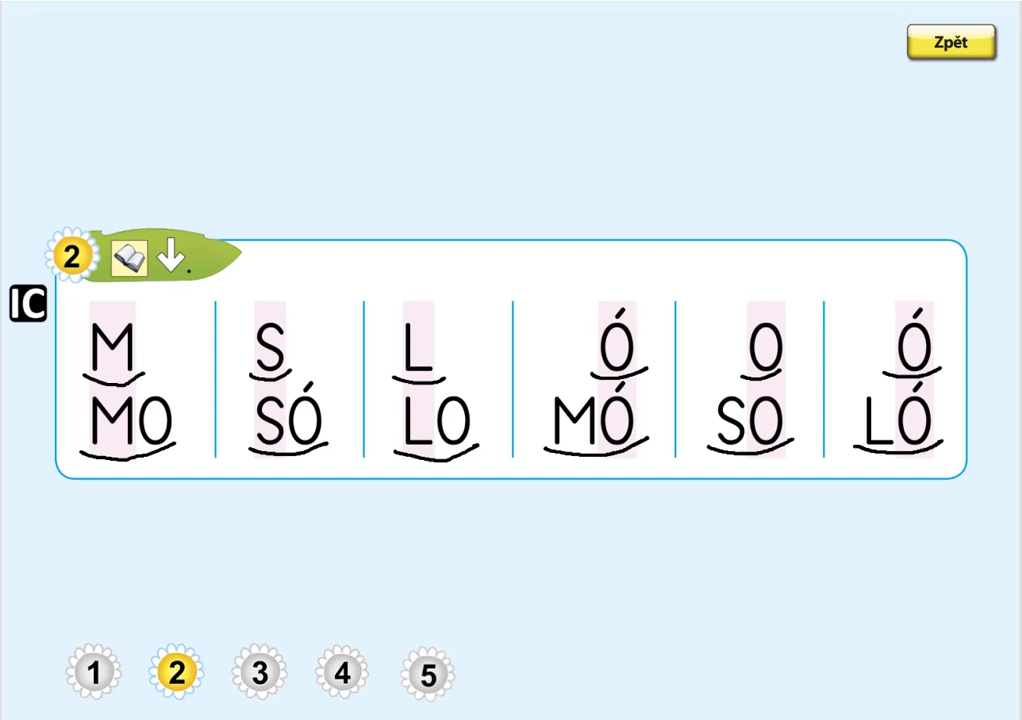 Zpět
2 .
IC
M S L Ó O Ó
MO SÓ LO MÓ SO LÓ
1 2 3 4 5